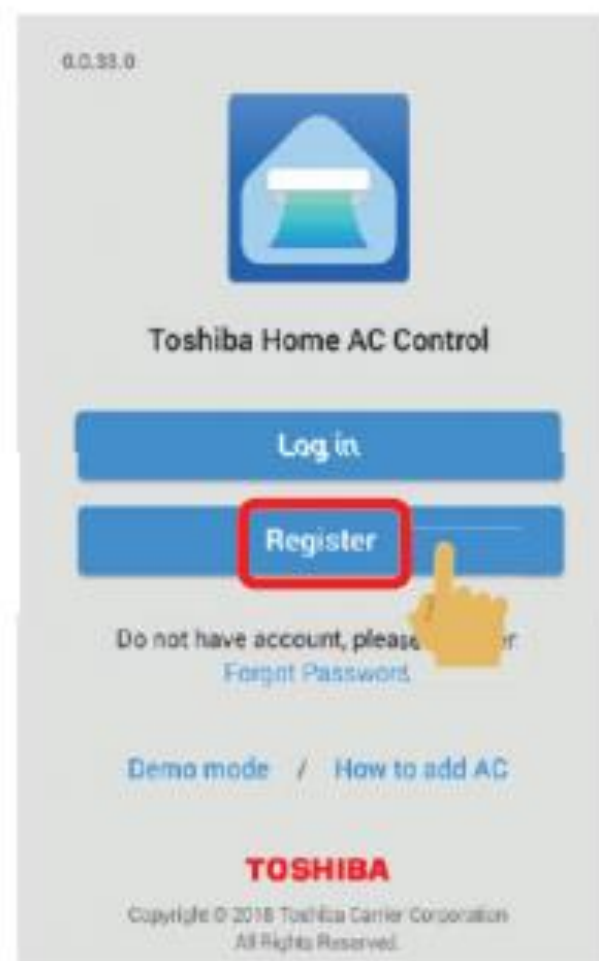 0.0.33.0
Toshiba Home AC Control
Log in
Register
Do not have account, please r
Forgot Password
Demo mode / How to add AC
TOSHIBA
Copyright © 2018 Toshiba Carrier Corporation
All Rights Reserved.